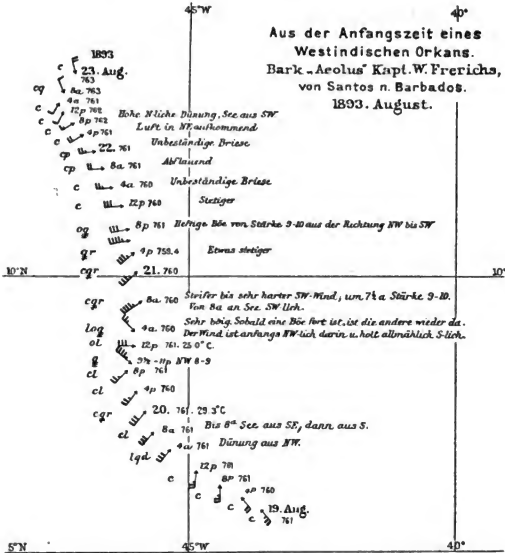 45°W
40°
Aus der Anfangszeit eines
Westindischen Orkans.
Bark „Aeolus“ Kapt. W. Frerichs,
von Santos n. Barbados.
1893. August.
1893
c 23. Aug.
763
cq 8a 763
c 4a 761
12p 762
c 8p 762 Hohe N-liche Dünung, See aus SW
c 4p 761 Luft in NE aufkommend
cp 22. 761 Unbeständige Briese
cp 8a 761 Abflauend
c 4a 760 Unbeständige Briese
c 12p 760 Stetiger
oq 8p 761 Heftige Böe von Stärke 9-10 aus der Richtung NW bis SW
qr 4p 759.4 Etwas stetiger
10°N cqr 21. 760
cqr 8a 760 Steifer bis sehr harter SW-Wind, um 7½ a Stärke 9-10.
Von 8a an See SW-lich.
loq 4a 760 Sehr böig. Sobald eine Böe fort ist, ist die andere wieder da.
Der Wind ist anfangs NW-lich darin u. holt allmählich S-lich.
ol 12p 761. 25.0°C.
q 9½-11p NW 8-9
cl 8p 761
cl 4p 760
cqr 20. 761. 29.3°C
cl 8a 761 Bis 8a See aus SE, dann aus S.
lqd 4a 761 Dünung aus NW.
c 12p 761
c 8p 761
c 4p 760
c 19. Aug.
761
5°N
45°W
40°